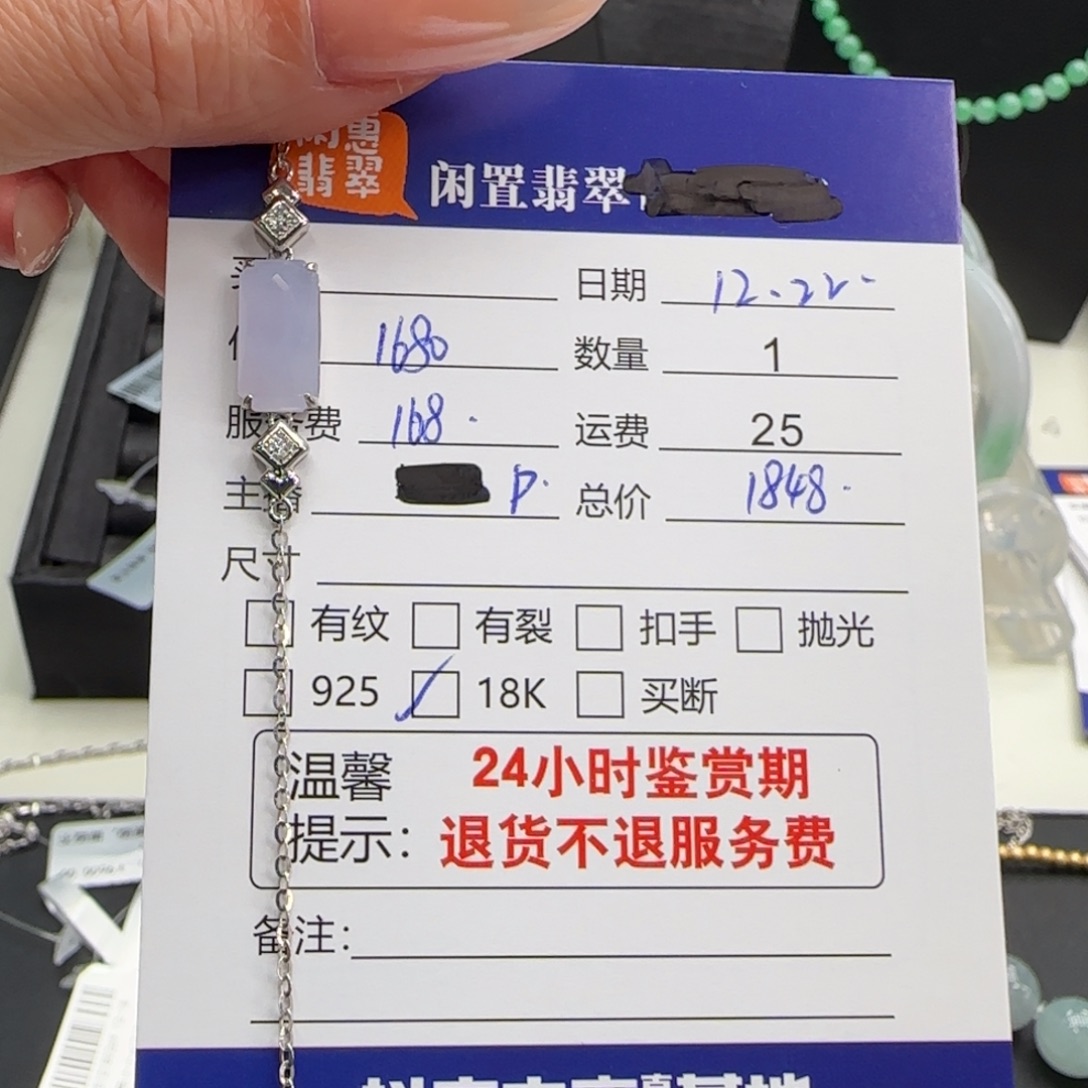 惠
翡翠
闲置翡翠
日期 12.22.
1680 数量 1
服务费 168. 运费 25
主播 P. 总价 1848.
尺寸
有纹 有裂 扣手 抛光
925 18K 买断
温馨 24小时鉴赏期
提示: 退货不退服务费
备注: